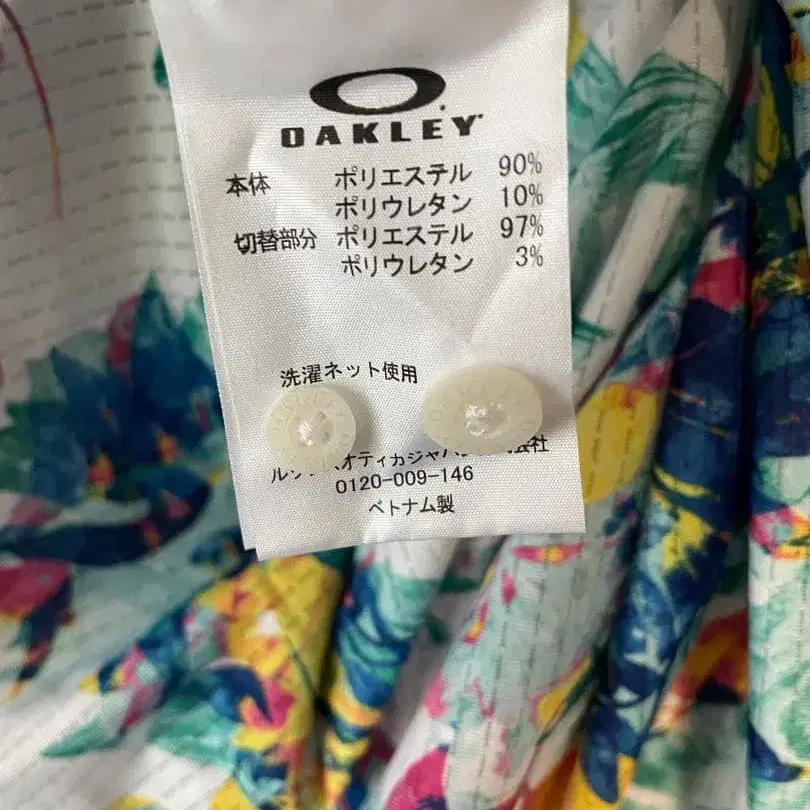 OAKLEY
本体 ポリエステル 90%
ポリウレタン 10%
切替部分 ポリエステル 97%
ポリウレタン 3%
洗濯ネット使用
OAKLEY
0120-009-146
ベトナム製